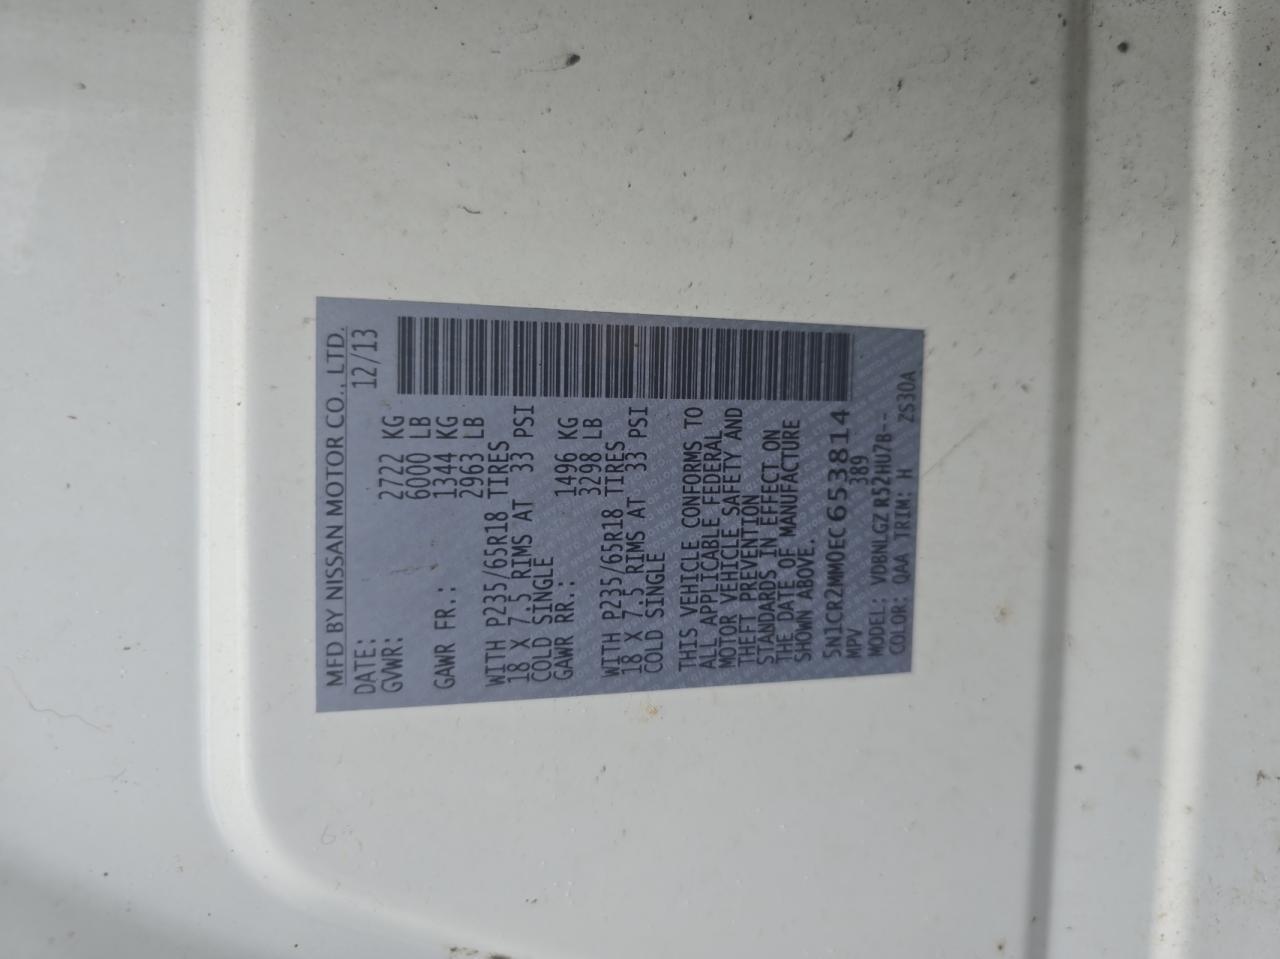 MFD BY NISSAN MOTOR CO., LTD.
DATE: 12/13
GVWR: 2722 KG
6000 LB
GAWR FR.: 1344 KG
2963 LB
WITH P235/65R18 TIRES
18 X 7.5 RIMS AT 33 PSI
COLD SINGLE
GAWR RR.: 1496 KG
3298 LB
WITH P235/65R18 TIRES
18 X 7.5 RIMS AT 33 PSI
COLD SINGLE
THIS VEHICLE CONFORMS TO
ALL APPLICABLE FEDERAL
MOTOR VEHICLE SAFETY AND
THEFT PREVENTION
STANDARDS IN EFFECT ON
THE DATE OF MANUFACTURE
SHOWN ABOVE.
5N1CR2MM0EC653814
MPV 389
MODEL: VDBNLGZ R52HU7B--
COLOR: QAA TRIM: H 2S30A